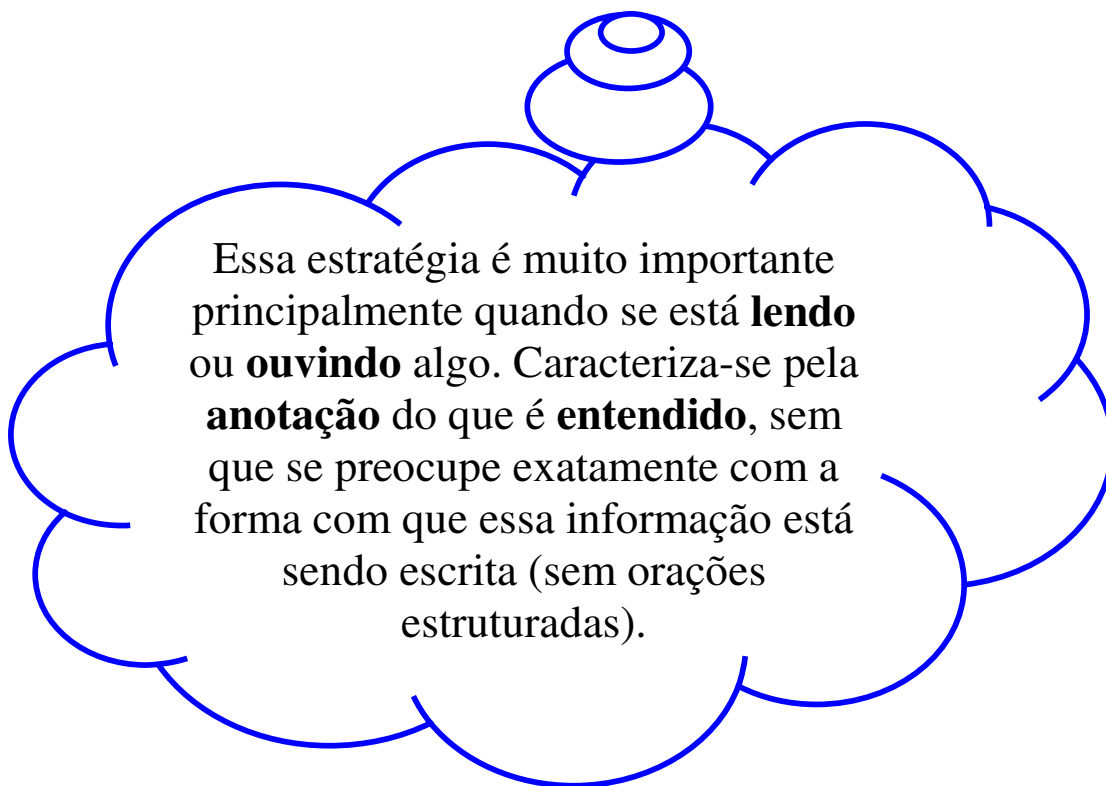 Essa estratégia é muito importante
principalmente quando se está lendo
ou ouvindo algo. Caracteriza-se pela
anotação do que é entendido, sem
que se preocupe exatamente com a
forma com que essa informação está
sendo escrita (sem orações
estruturadas).